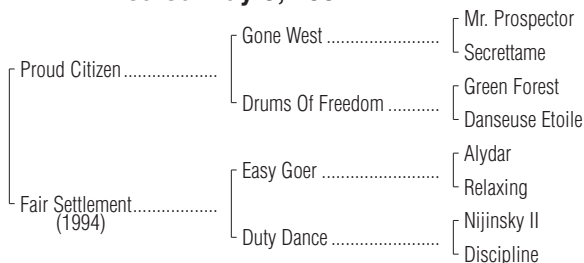 Gone West
Mr. Prospector
Secrettame
Proud Citizen
Drums Of Freedom
Green Forest
Danseuse Etoile
Easy Goer
Alydar
Relaxing
Fair Settlement
(1994)
Duty Dance
Nijinsky II
Discipline